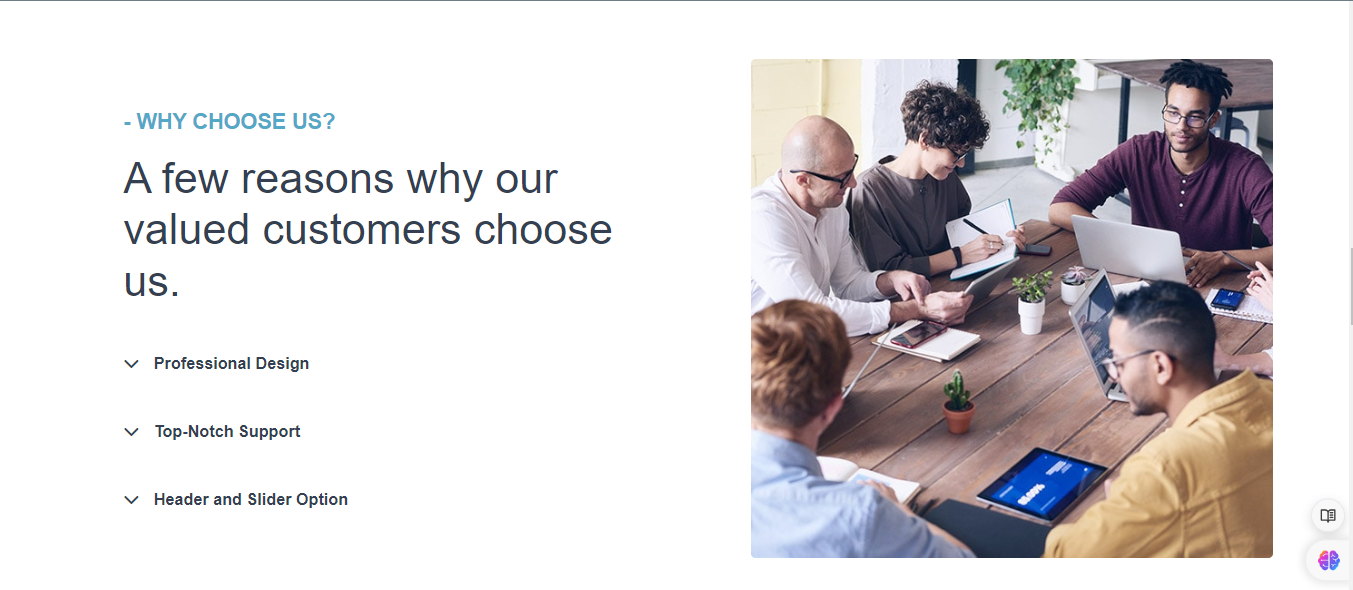 - WHY CHOOSE US?
A few reasons why our
valued customers choose
us.
Professional Design
Top-Notch Support
Header and Slider Option